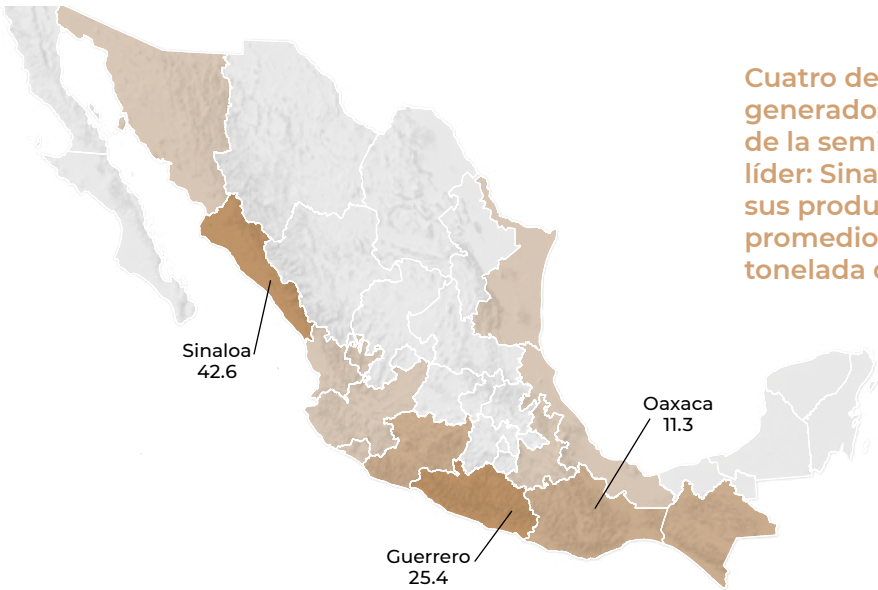 Cuatro de
generado
de la semi
líder: Sina
sus produ
promedio
tonelada
Sinaloa
42.6
Oaxaca
11.3
Guerrero
25.4